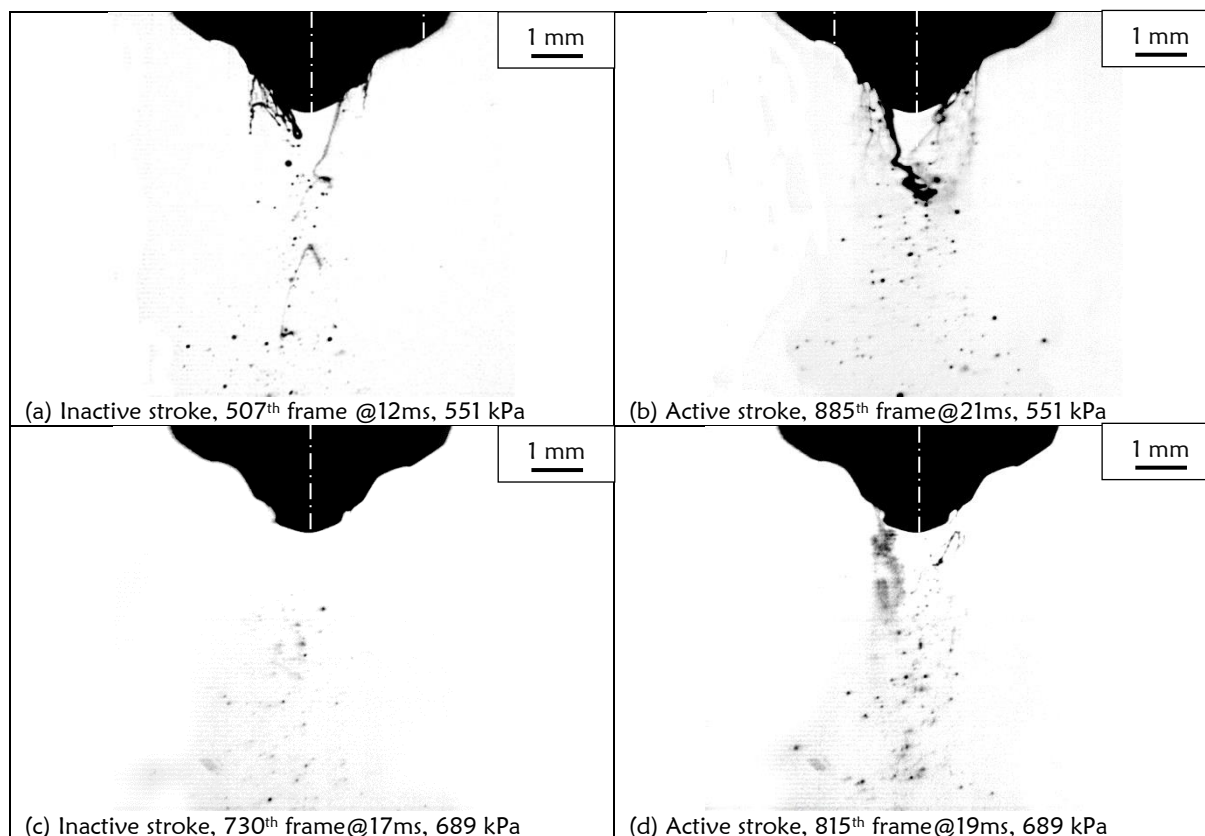 1 mm
1 mm
(a) Inactive stroke, 507th frame @12ms, 551 kPa
(b) Active stroke, 885th frame@21ms, 551 kPa
1 mm
1 mm
(c) Inactive stroke, 730th frame@17ms, 689 kPa
(d) Active stroke, 815th frame@19ms, 689 kPa